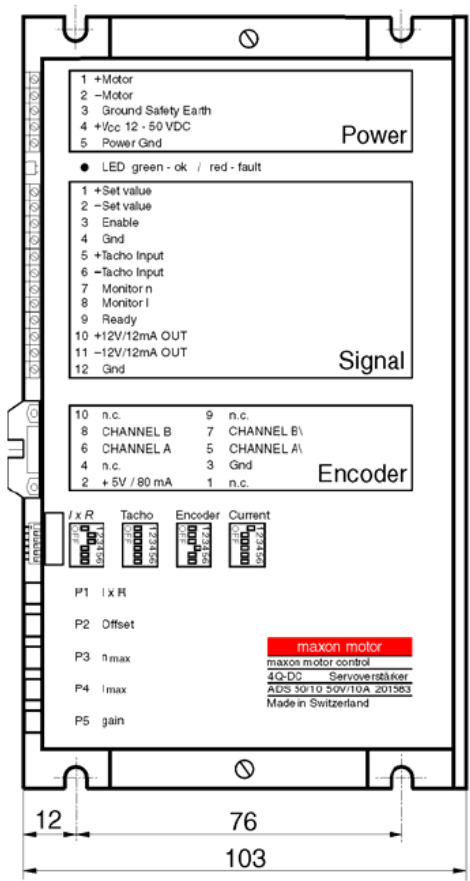 1 +Motor
2 −Motor
3 Ground Safety Earth
4 +Vcc 12 - 50 VDC
5 Power Gnd
Power
LED green - ok / red - fault
1 +Set value
2 −Set value
3 Enable
4 Gnd
5 +Tacho Input
6 −Tacho Input
7 Monitor n
8 Monitor I
9 Ready
10 +12V/12mA OUT
11 −12V/12mA OUT
12 Gnd
Signal
10 n.c. 9 n.c.
8 CHANNEL B 7 CHANNEL B\
6 CHANNEL A 5 CHANNEL A\
4 n.c. 3 Gnd
2 + 5V / 80 mA 1 n.c.
Encoder
I x R Tacho Encoder Current
OFF 123456 OFF 123456 OFF 123456 OFF 123456
P1 I x R
P2 Offset
P3 nmax
P4 Imax
P5 gain
maxon motor
maxon motor control
4Q-DC Servoverstärker
ADS 50/10 50V/10A 201583
Made in Switzerland
12 76
103